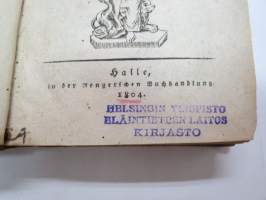 Halle,
in der Rengerschen Buchhandlung
1804.
HELSINGIN YLIOPISTO
ELÄINTIETEEN LAITOS
KIRJASTO